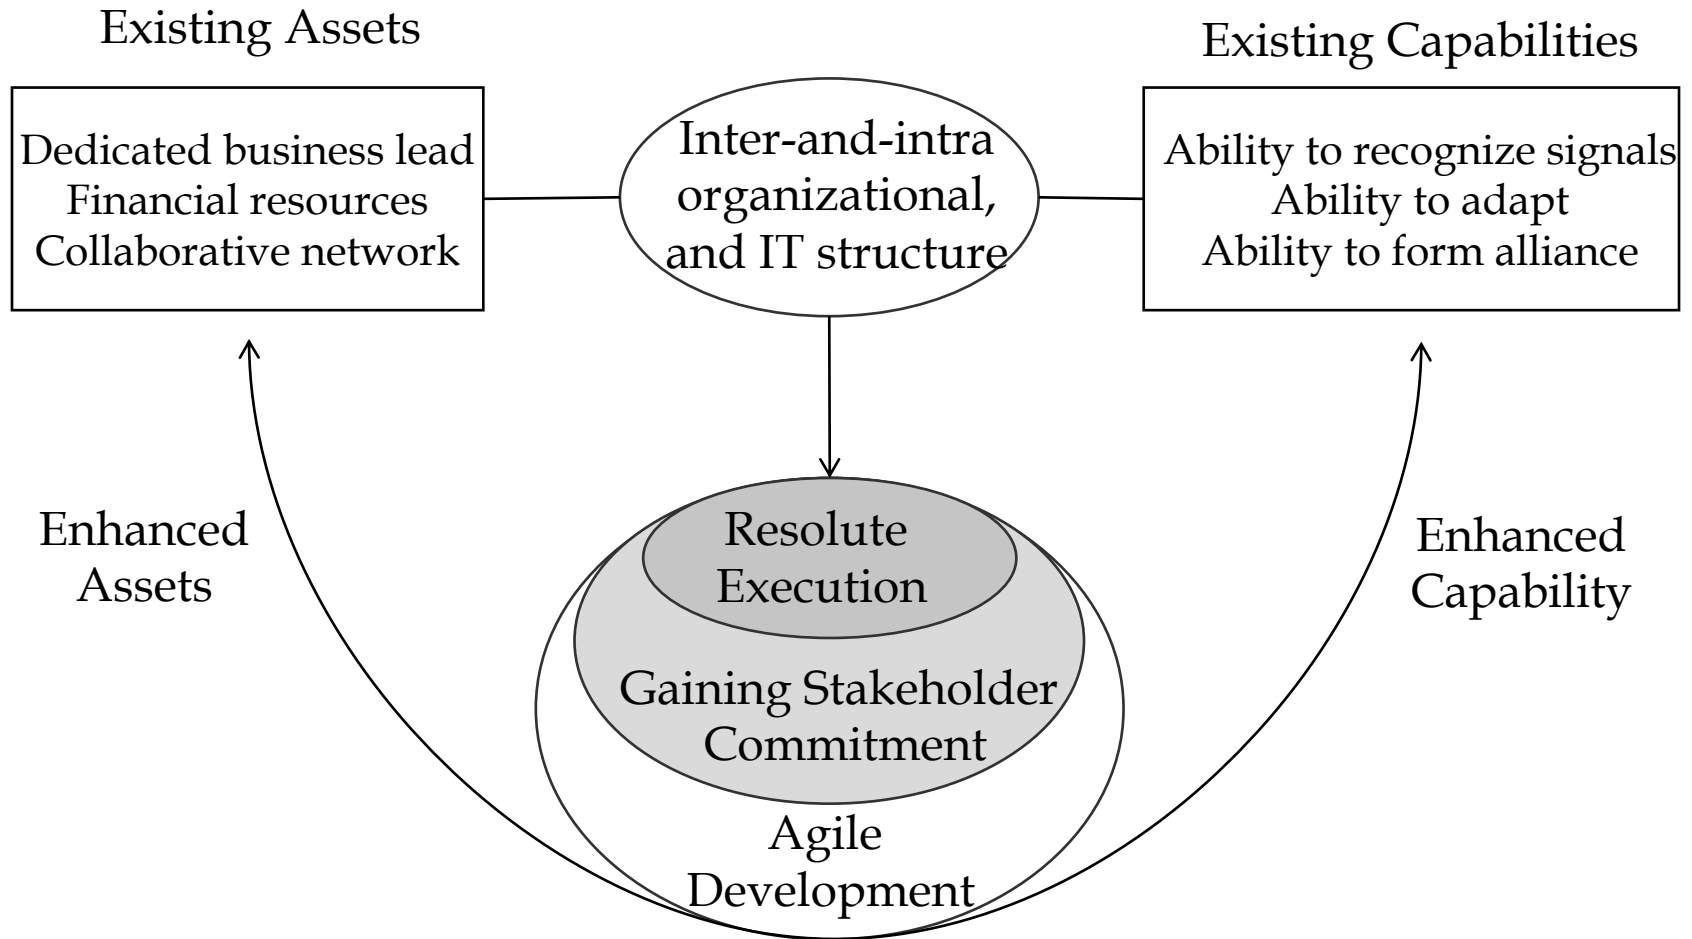 Existing Assets
Existing Capabilities
Dedicated business lead
Financial resources
Collaborative network
Inter-and-intra
organizational,
and IT structure
Ability to recognize signals
Ability to adapt
Ability to form alliance
Enhanced
Assets
Resolute
Execution
Gaining Stakeholder
Commitment
Agile
Development
Enhanced
Capability